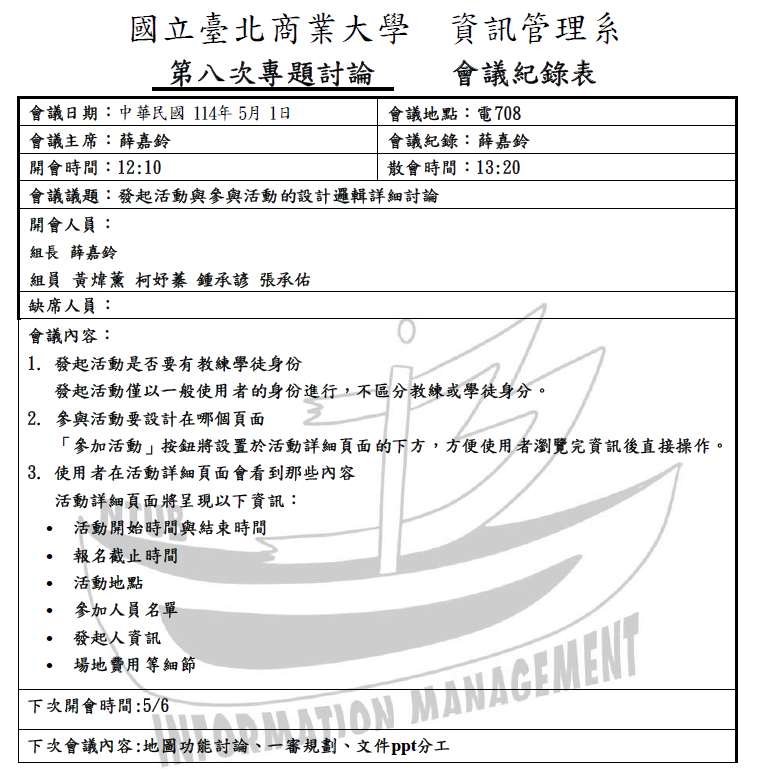 國立臺北商業大學　資訊管理系
第八次專題討論　會議紀錄表
會議日期：中華民國 114年 5月 1日　會議地點：電708
會議主席：薛嘉鈴　會議紀錄：薛嘉鈴
開會時間：12:10　散會時間：13:20
會議議題：發起活動與參與活動的設計邏輯詳細討論
開會人員：
組長 薛嘉鈴
組員 黃煒薰 柯妤蓁 鍾承諺 張承佑
缺席人員：
會議內容：
1. 發起活動是否要有教練學徒身份
發起活動僅以一般使用者的身份進行，不區分教練或學徒身分。
2. 參與活動要設計在哪個頁面
「參加活動」按鈕將設置於活動詳細頁面的下方，方便使用者瀏覽完資訊後直接操作。
3. 使用者在活動詳細頁面會看到那些內容
活動詳細頁面將呈現以下資訊：
• 活動開始時間與結束時間
• 報名截止時間
• 活動地點
• 參加人員名單
• 發起人資訊
• 場地費用等細節
NTUB
INFORMATION MANAGEMENT
下次開會時間:5/6
下次會議內容:地圖功能討論、一審規劃、文件ppt分工